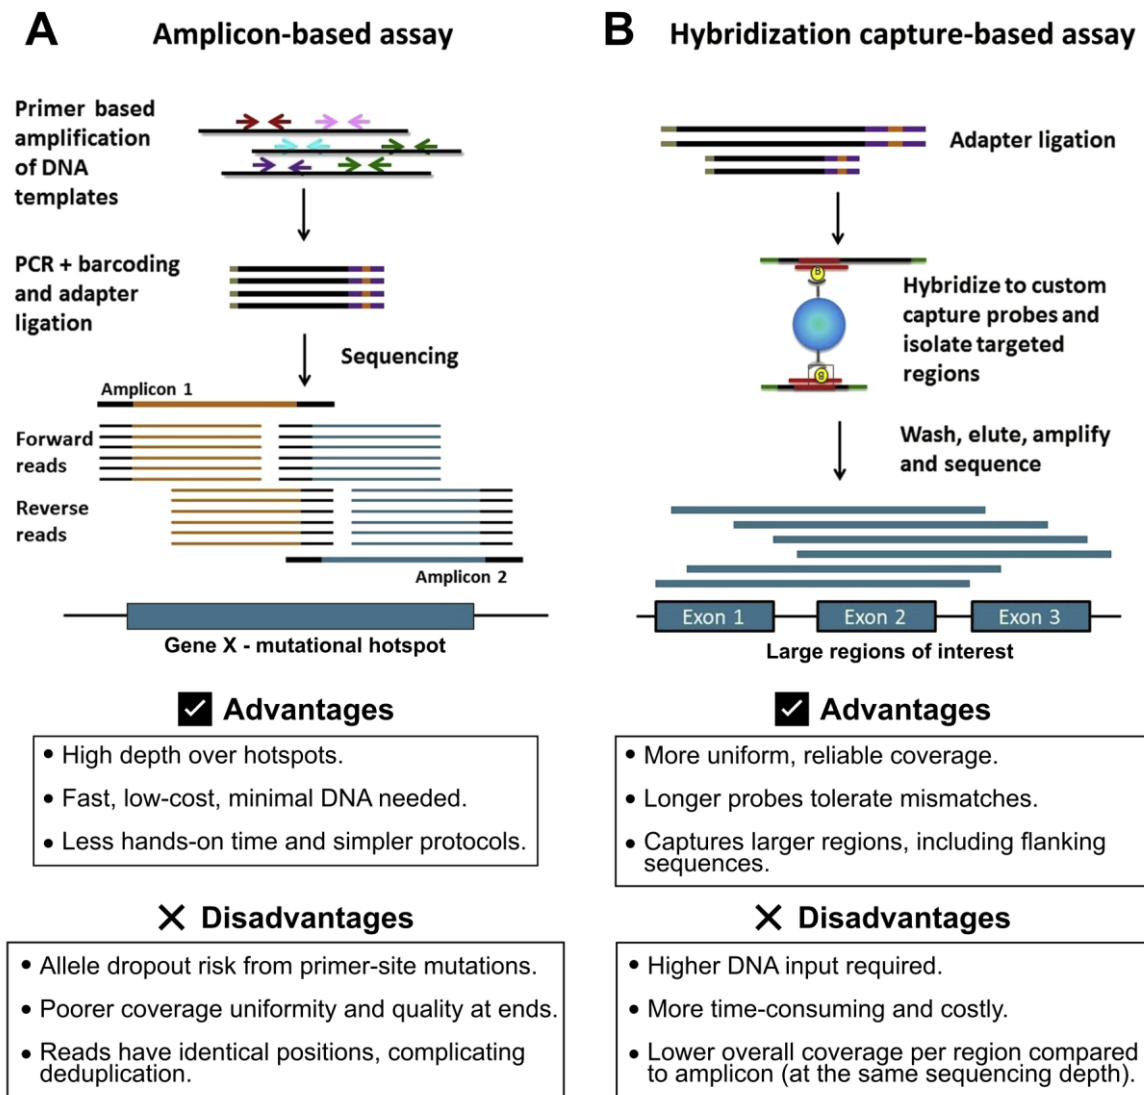 A
Amplicon-based assay
Primer based
amplification
of DNA
templates
PCR + barcoding
and adapter
ligation
Sequencing
Amplicon 1
Forward
reads
Reverse
reads
Amplicon 2
Gene X - mutational hotspot
Advantages
• High depth over hotspots.
• Fast, low-cost, minimal DNA needed.
• Less hands-on time and simpler protocols.
Disadvantages
• Allele dropout risk from primer-site mutations.
• Poorer coverage uniformity and quality at ends.
• Reads have identical positions, complicating
deduplication.
B
Hybridization capture-based assay
Adapter ligation
B
Hybridize to custom
capture probes and
isolate targeted
regions
B
Wash, elute, amplify
and sequence
Exon 1
Exon 2
Exon 3
Large regions of interest
Advantages
• More uniform, reliable coverage.
• Longer probes tolerate mismatches.
• Captures larger regions, including flanking
sequences.
Disadvantages
• Higher DNA input required.
• More time-consuming and costly.
• Lower overall coverage per region compared
to amplicon (at the same sequencing depth).